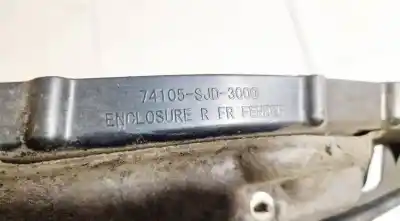 74105-SJD-3000
ENCLOSURE R FR FENDER